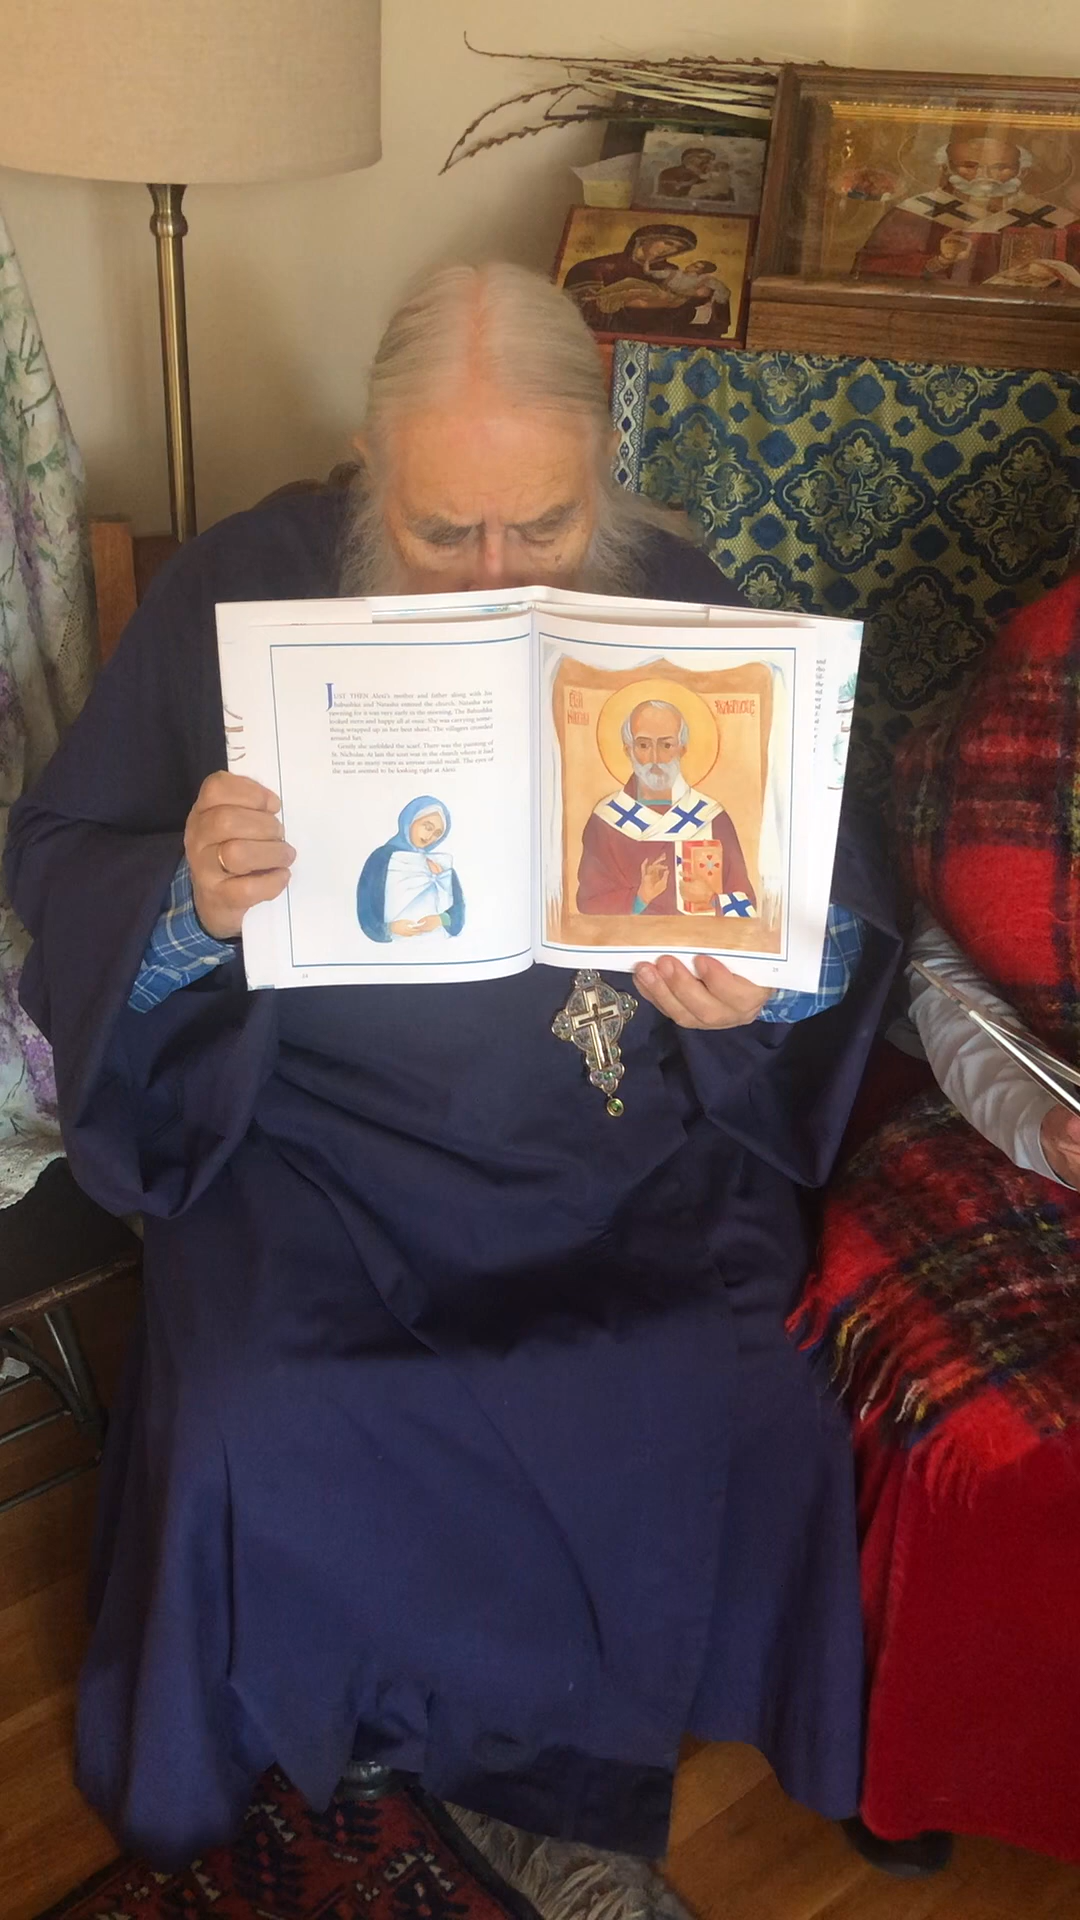 JUST THEN Alexi's mother and father along with his
Babushka and Natasha entered the church. Natasha was
yawning for it was very early in the morning. The Babushka
looked stern and happy all at once. She was carrying some-
thing wrapped up in her best shawl. The villagers crowded
around her.
Gently she unfolded the scarf. There was the painting of
St. Nicholas. At last the icon was in the church where it had
been for as many years as anyone could recall. The eyes of
the saint seemed to be looking right at Alexi.